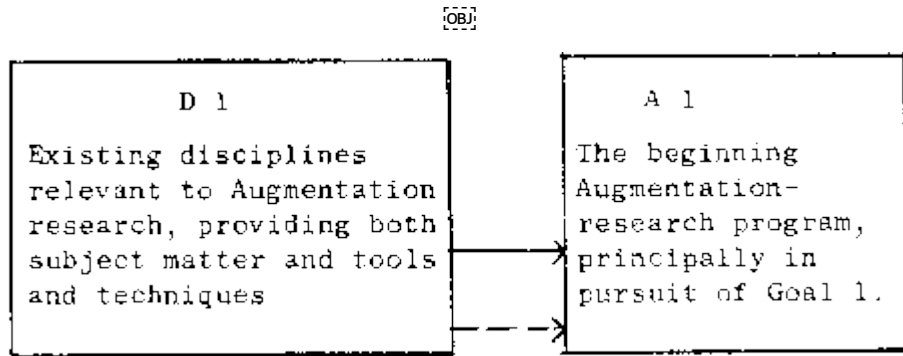 OBJ
D 1
Existing disciplines
relevant to Augmentation
research, providing both
subject matter and tools
and techniques
A 1
The beginning
Augmentation-
research program,
principally in
pursuit of Goal 1.